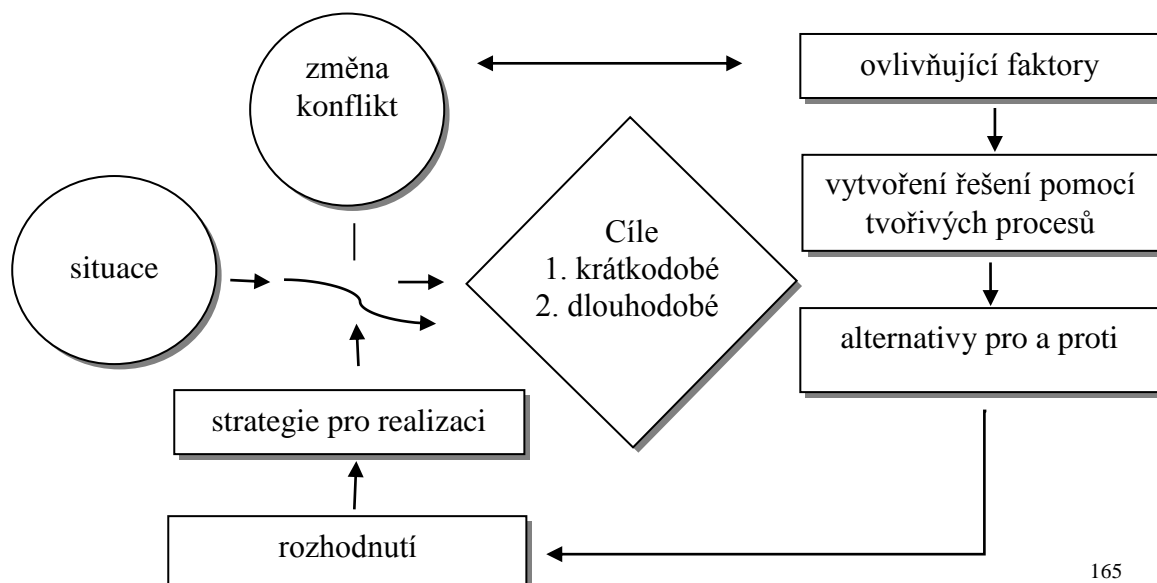 změna
konflikt
ovlivňující faktory
vytvoření řešení pomocí
tvořivých procesů
situace
Cíle
1. krátkodobé
2. dlouhodobé
alternativy pro a proti
strategie pro realizaci
rozhodnutí
165